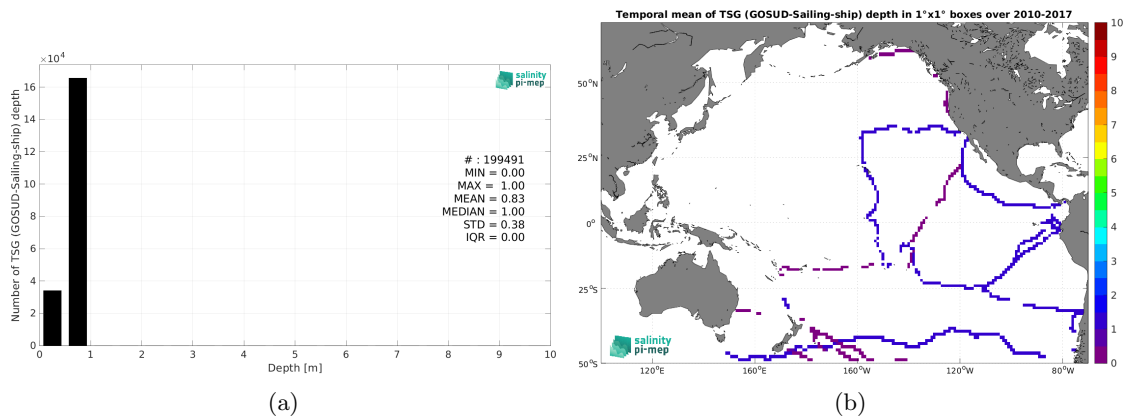 ×10⁴
16
14
12
10
8
6
4
2
0
Number of TSG (GOSUD-Sailing-ship) depth
salinity
pi-mep
# : 199491
MIN = 0.00
MAX = 1.00
MEAN = 0.83
MEDIAN = 1.00
STD = 0.38
IQR = 0.00
0 1 2 3 4 5 6 7 8 9 10
Depth [m]
(a)
Temporal mean of TSG (GOSUD-Sailing-ship) depth in 1°x1° boxes over 2010-2017
50°N
25°N
0°
25°S
50°S
salinity
pi-mep
120°E 160°E 160°W 120°W 80°W
10
9
8
7
6
5
4
3
2
1
0
(b)